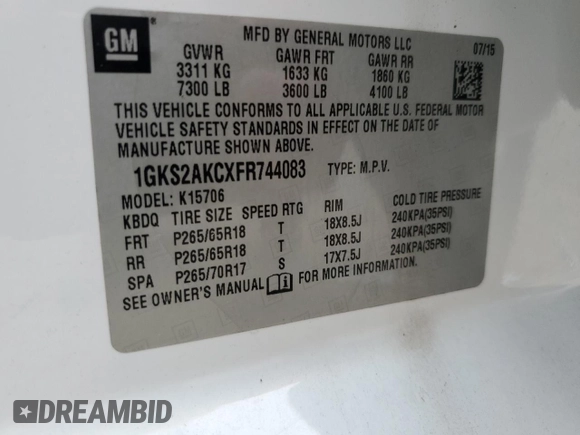 GM
MFD BY GENERAL MOTORS LLC 07/15
GVWR GAWR FRT GAWR RR
3311 KG 1633 KG 1860 KG
7300 LB 3600 LB 4100 LB
THIS VEHICLE CONFORMS TO ALL APPLICABLE U.S. FEDERAL MOTOR
VEHICLE SAFETY STANDARDS IN EFFECT ON THE DATE OF
MANUFACTURE SHOWN ABOVE.
1GKS2AKCXFR744083 TYPE: M.P.V.
MODEL: K15706
KBDQ TIRE SIZE SPEED RTG RIM COLD TIRE PRESSURE
FRT P265/65R18 T 18X8.5J 240KPA(35PSI)
RR P265/65R18 T 18X8.5J 240KPA(35PSI)
SPA P265/70R17 S 17X7.5J 240KPA(35PSI)
SEE OWNER'S MANUAL FOR MORE INFORMATION.
DREAMBID